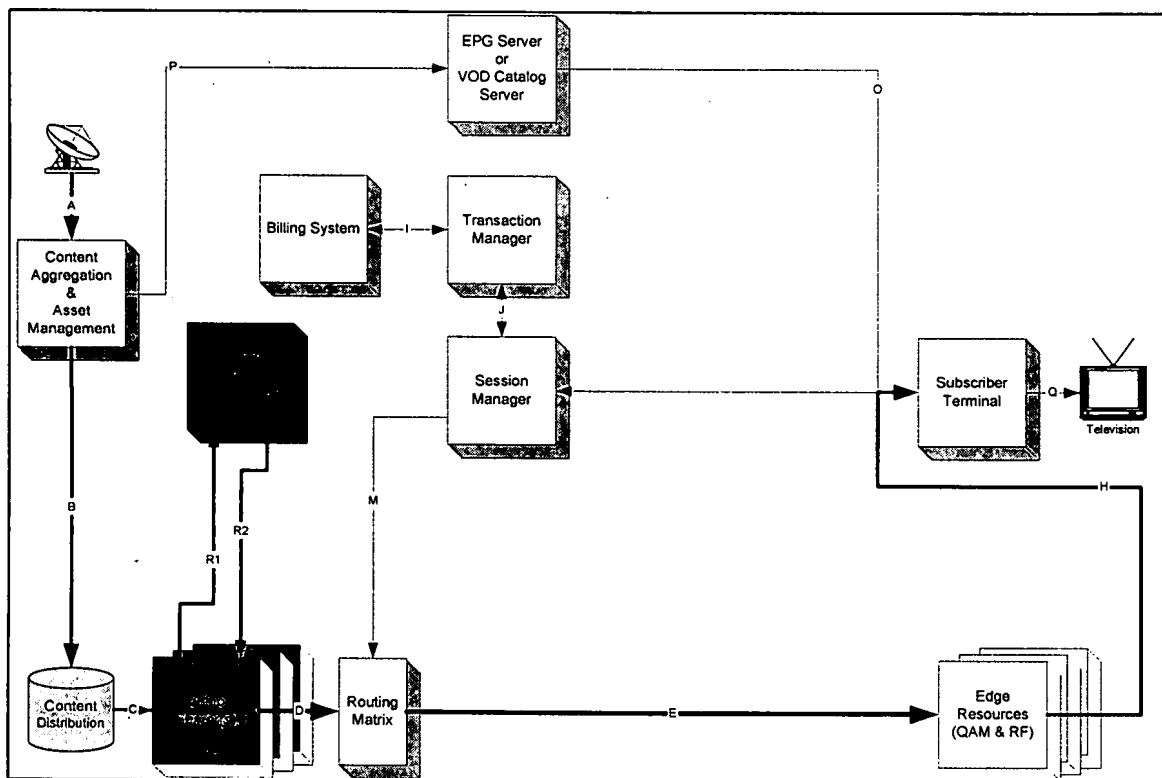 EPG Server
or
VOD Catalog
Server
P
O
A
Billing System
I
Transaction
Manager
Content
Aggregation
&
Asset
Management
J
Session
Manager
Subscriber
Terminal
Q
Television
B
M
H
R1
R2
Content
Distribution
C
D
Routing
Matrix
E
Edge
Resources
(QAM & RF)